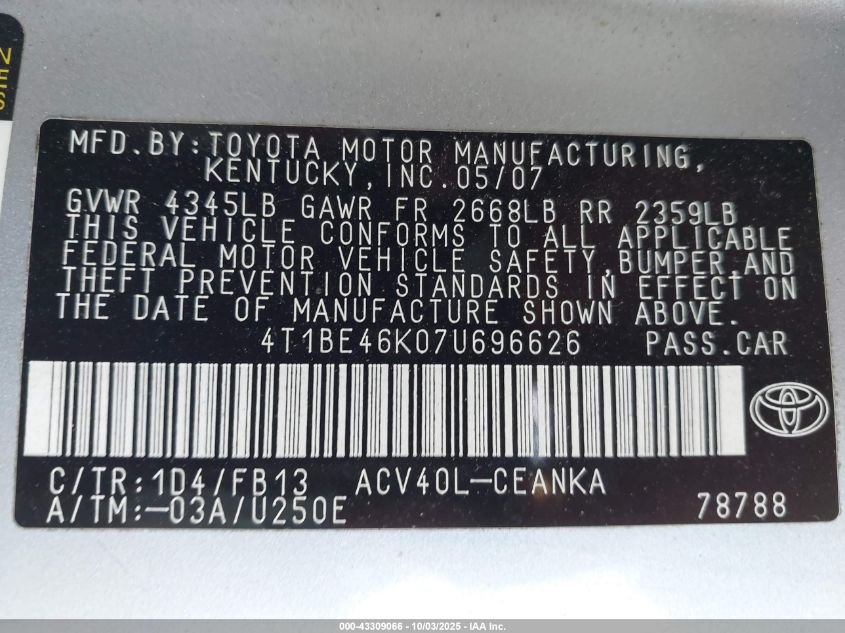 N
E
S
MFD.BY:TOYOTA MOTOR MANUFACTURING,
KENTUCKY,INC.05/07
GVWR 4345LB GAWR FR 2668LB RR 2359LB
THIS VEHICLE CONFORMS TO ALL APPLICABLE
FEDERAL MOTOR VEHICLE SAFETY,BUMPER,AND
THEFT PREVENTION STANDARDS IN EFFECT ON
THE DATE OF MANUFACTURE SHOWN ABOVE.
4T1BE46K07U696626 PASS.CAR
C/TR:1D4/FB13 ACV40L-CEANKA
A/TM:-03A/U250E 78788
000-43309066 - 10/03/2025 - IAA Inc.